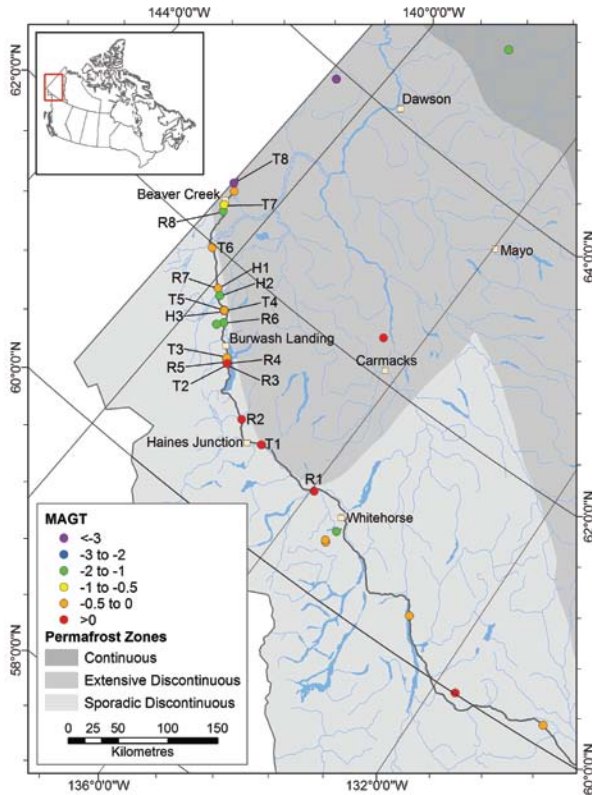 144°0'0"W
140°0'0"W
62°0'0"N
Dawson
T8
Beaver Creek
T7
R8
T6
Mayo
64°0'0"N
H1
R7
H2
T5
T4
H3
R6
Burwash Landing
T3
R4
R5
R3
T2
Carmacks
60°0'0"N
R2
Haines Junction
T1
R1
Whitehorse
62°0'0"N
MAGT
<-3
-3 to -2
-2 to -1
-1 to -0.5
-0.5 to 0
>0
Permafrost Zones
Continuous
Extensive Discontinuous
Sporadic Discontinuous
0 25 50 100 150
Kilometres
58°0'0"N
60°0'0"N
136°0'0"W
132°0'0"W